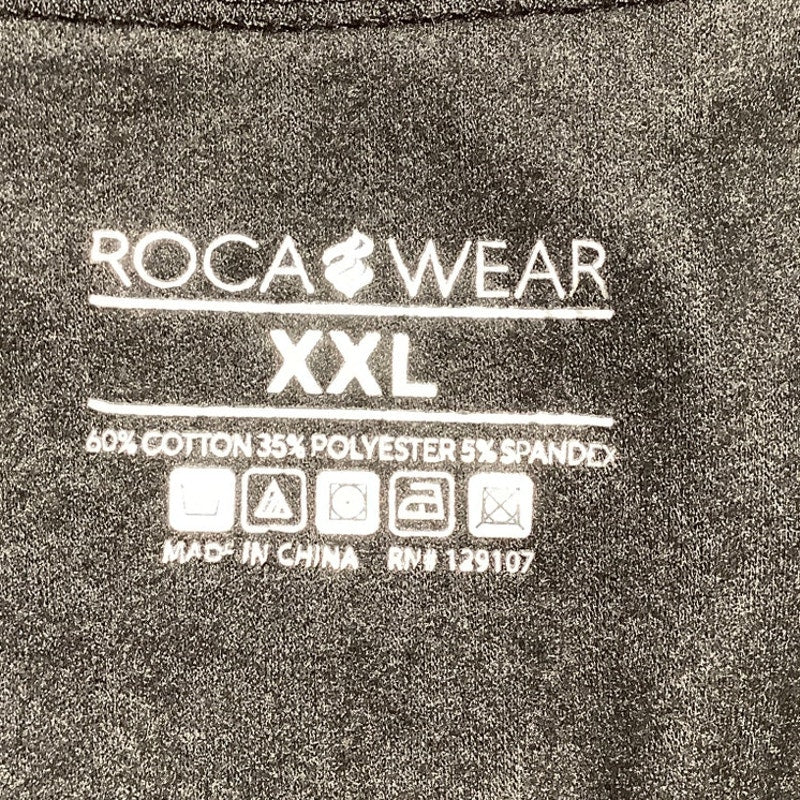 ROCA WEAR
XXL
60% COTTON 35% POLYESTER 5% SPANDEX
MADE IN CHINA RN# 129107